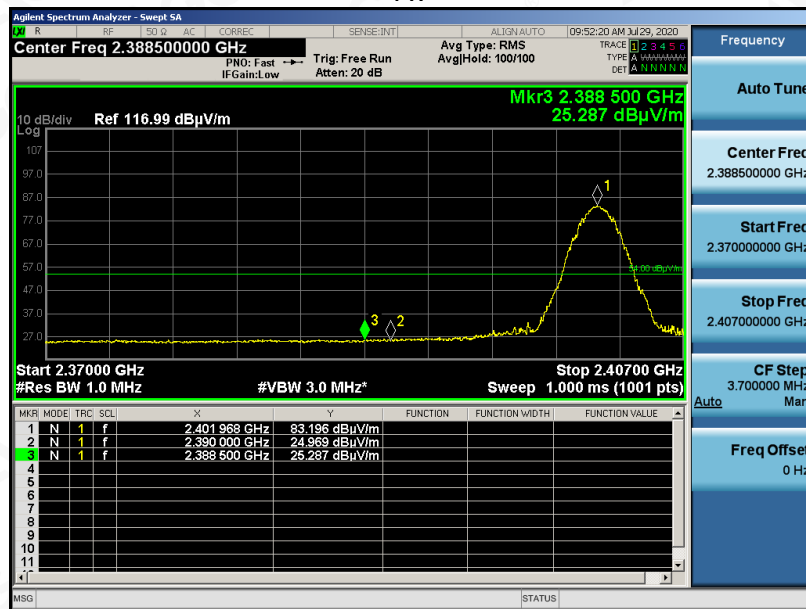 Agilent Spectrum Analyzer - Swept SA
LXI R RF 50 Ω AC CORREC SENSE:INT ALIGN AUTO 09:52:20 AM Jul 29, 2020
Center Freq 2.388500000 GHz
PNO: Fast
IFGain:Low
Trig: Free Run
Atten: 20 dB
Avg Type: RMS
Avg|Hold: 100/100
TRACE 1 2 3 4 5 6
TYPE A
DET A N N N N N
Mkr3 2.388 500 GHz
25.287 dBµV/m
10 dB/div Ref 116.99 dBµV/m
Log
107
97.0
87.0
77.0
67.0
57.0
47.0
37.0
27.0
1
54.00 dBµV/m
3
2
Start 2.37000 GHz Stop 2.40700 GHz
#Res BW 1.0 MHz #VBW 3.0 MHz* Sweep 1.000 ms (1001 pts)
MKR MODE TRC SCL X Y FUNCTION FUNCTION WIDTH FUNCTION VALUE
1 N 1 f 2.401 968 GHz 83.196 dBµV/m
2 N 1 f 2.390 000 GHz 24.969 dBµV/m
3 N 1 f 2.388 500 GHz 25.287 dBµV/m
4
5
6
7
8
9
10
11
MSG STATUS
Frequency
Auto Tune
Center Freq
2.388500000 GHz
Start Freq
2.370000000 GHz
Stop Freq
2.407000000 GHz
CF Step
3.700000 MHz
Auto Man
Freq Offset
0 Hz